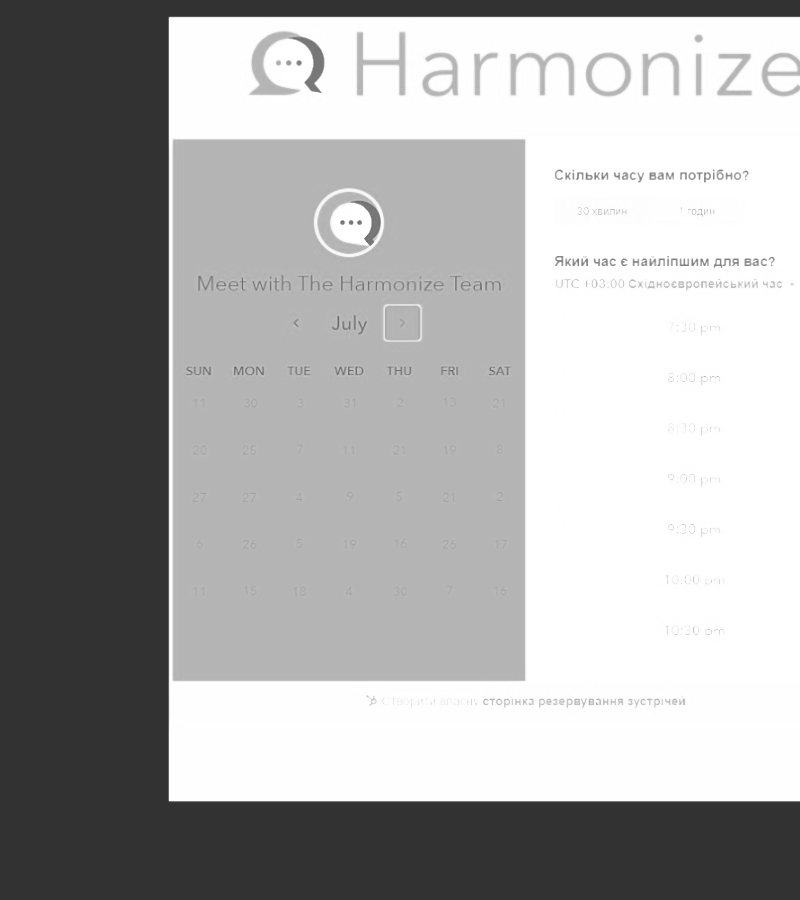 Harmonize
Meet with The Harmonize Team
July
SUN MON TUE WED THU FRI SAT
11 30 3 31 2 13 21
20 25 7 11 21 19 8
27 27 4 9 5 21 2
6 26 5 19 16 26 17
11 15 18 4 30 7 16
Скільки часу вам потрібно?
30 хвилин 1 годин
Який час є найліпшим для вас?
UTC +03:00 Східноєвропейський час
7:30 pm
8:00 pm
8:30 pm
9:00 pm
9:30 pm
10:00 pm
10:30 pm
Створити власну сторінка резервування зустрічей